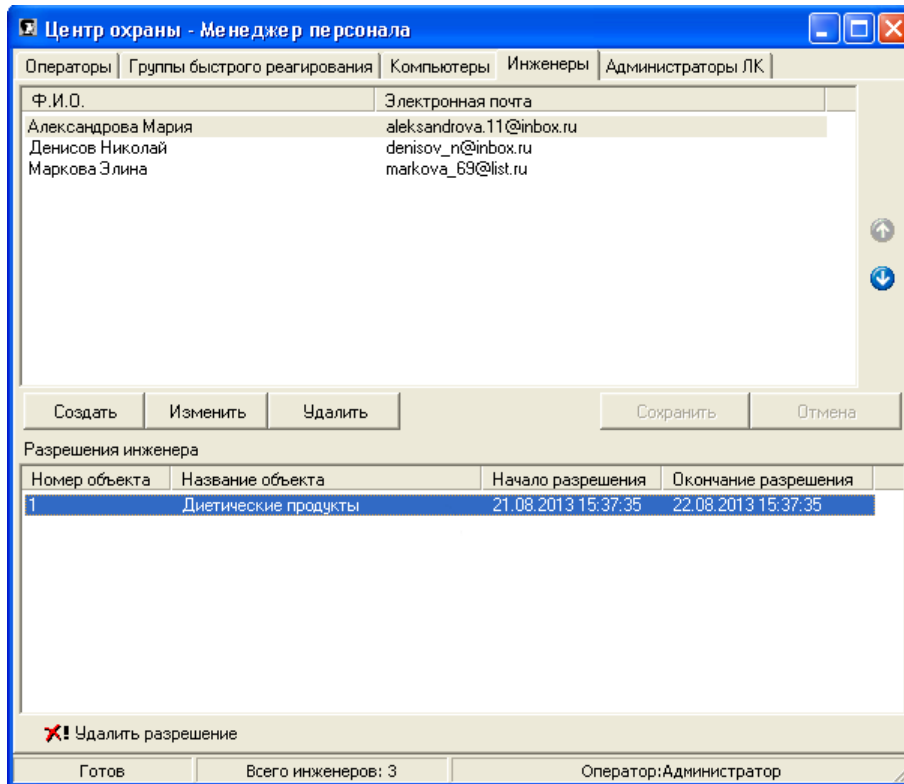 Центр охраны - Менеджер персонала
Операторы Группы быстрого реагирования Компьютеры Инженеры Администраторы ЛК
Ф.И.О. Электронная почта
Александрова Мария aleksandrova.11@inbox.ru
Денисов Николай denisov_n@inbox.ru
Маркова Элина markova_69@list.ru
Создать Изменить Удалить Сохранить Отмена
Разрешения инженера
Номер объекта Название объекта Начало разрешения Окончание разрешения
1 Диетические продукты 21.08.2013 15:37:35 22.08.2013 15:37:35
Удалить разрешение
Готов Всего инженеров: 3 Оператор:Администратор